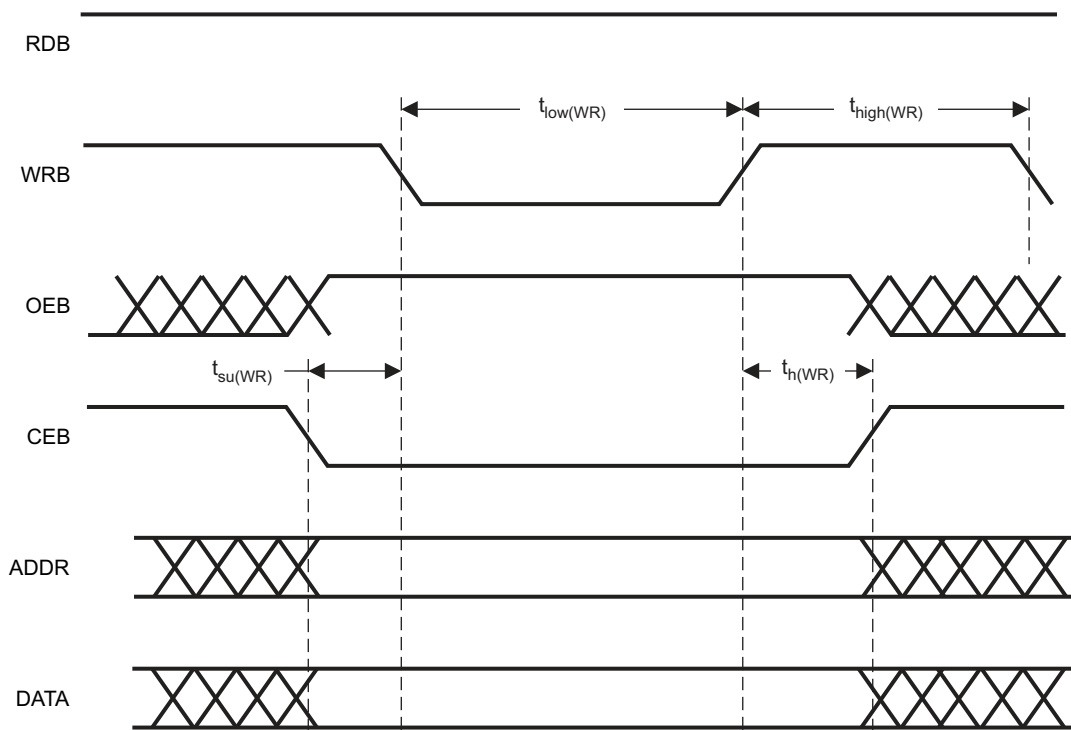 RDB
t_low(WR)
t_high(WR)
WRB
OEB
t_su(WR)
t_h(WR)
CEB
ADDR
DATA